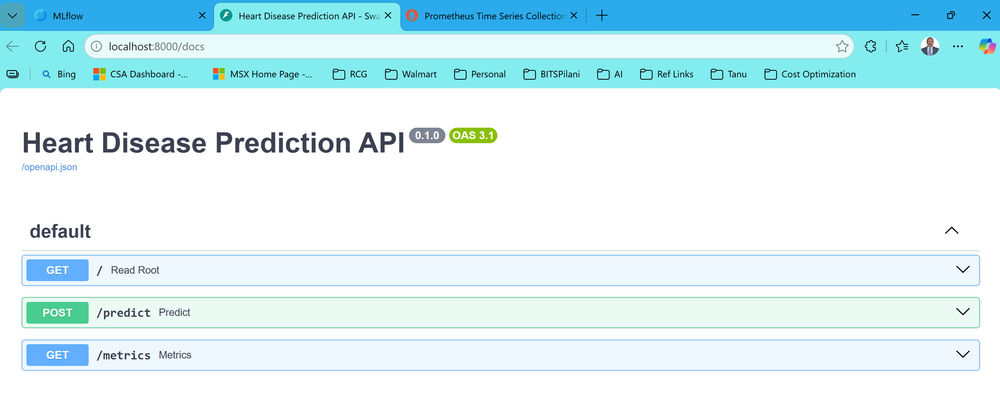 MLflow
Heart Disease Prediction API - Swa
Prometheus Time Series Collection
localhost:8000/docs
Bing
CSA Dashboard -...
MSX Home Page -...
RCG
Walmart
Personal
BITSPilani
AI
Ref Links
Tanu
Cost Optimization
Heart Disease Prediction API 0.1.0 OAS 3.1
/openapi.json
default
GET / Read Root
POST /predict Predict
GET /metrics Metrics